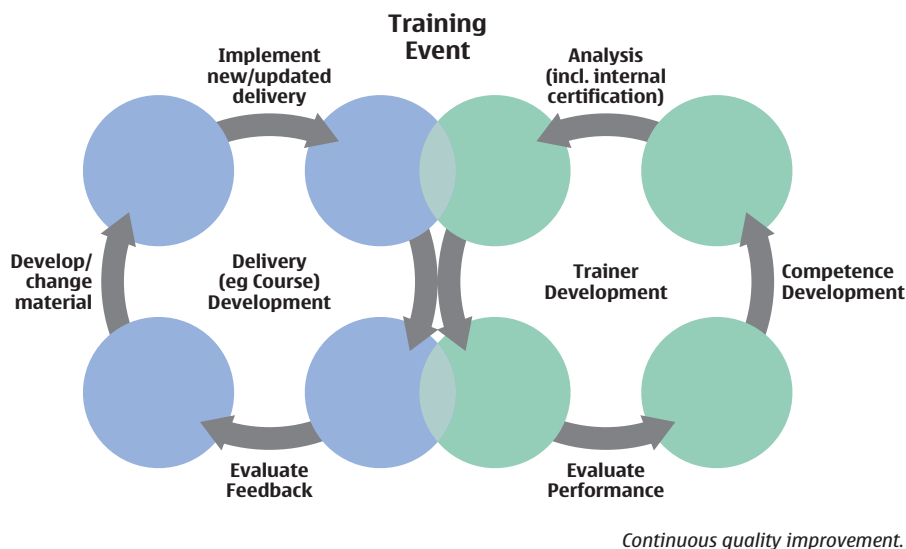 Training
Event
Implement
new/updated
delivery
Analysis
(incl. internal
certification)
Develop/
change
material
Delivery
(eg Course)
Development
Trainer
Development
Competence
Development
Evaluate
Feedback
Evaluate
Performance
Continuous quality improvement.